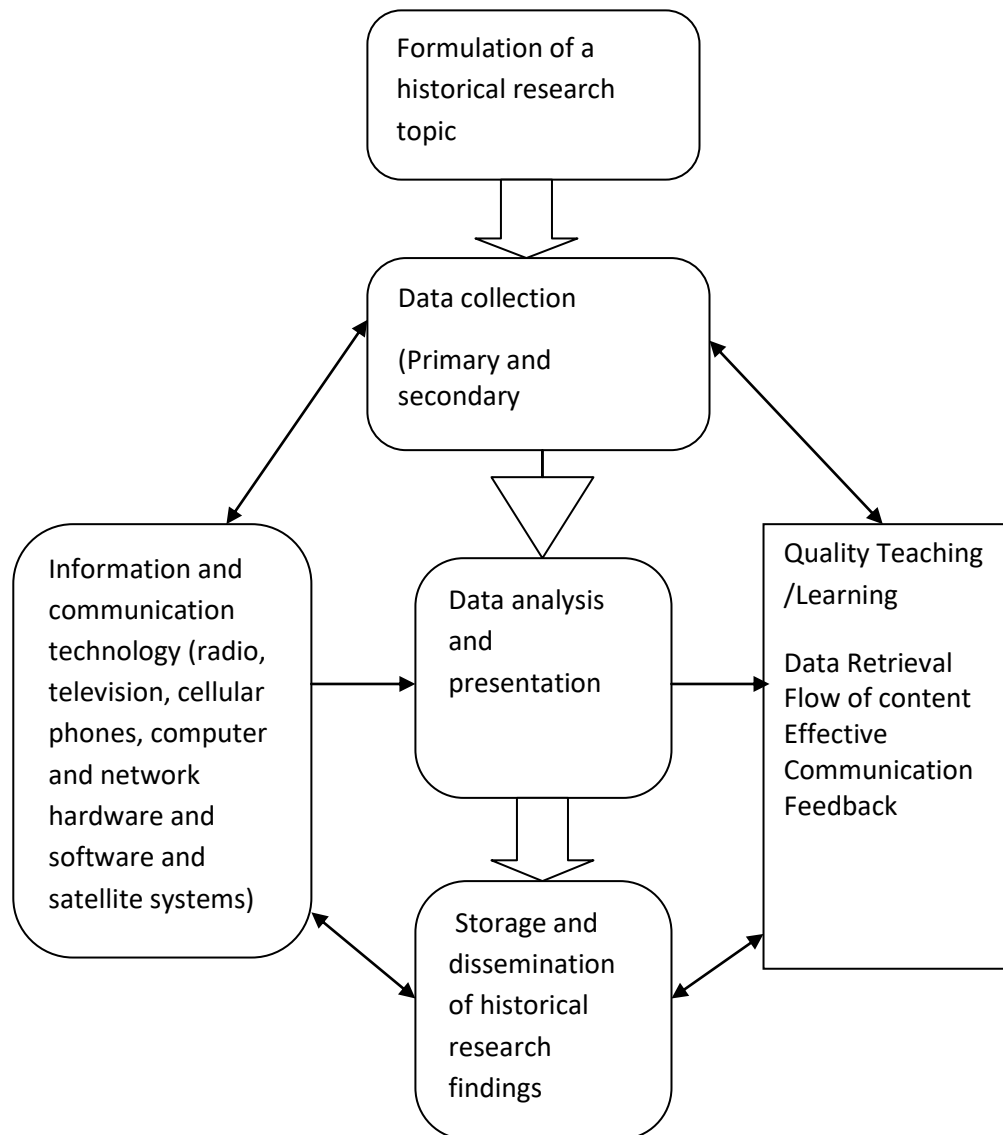 Formulation of a
historical research
topic
Data collection
(Primary and
secondary
Information and
communication
technology (radio,
television, cellular
phones, computer
and network
hardware and
software and
satellite systems)
Data analysis
and
presentation
Quality Teaching
/Learning
Data Retrieval
Flow of content
Effective
Communication
Feedback
Storage and
dissemination
of historical
research
findings